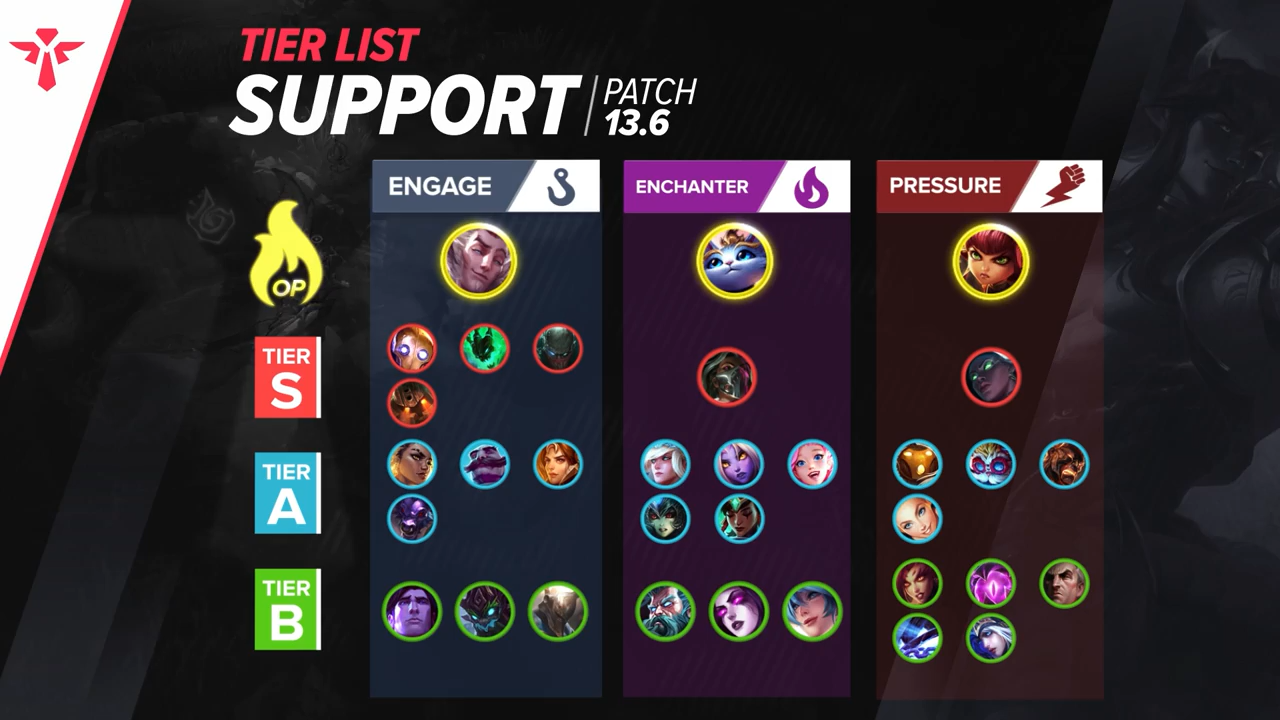 TIER LIST
SUPPORT
PATCH
13.6
ENGAGE
ENCHANTER
PRESSURE
OP
TIER
S
TIER
A
TIER
B